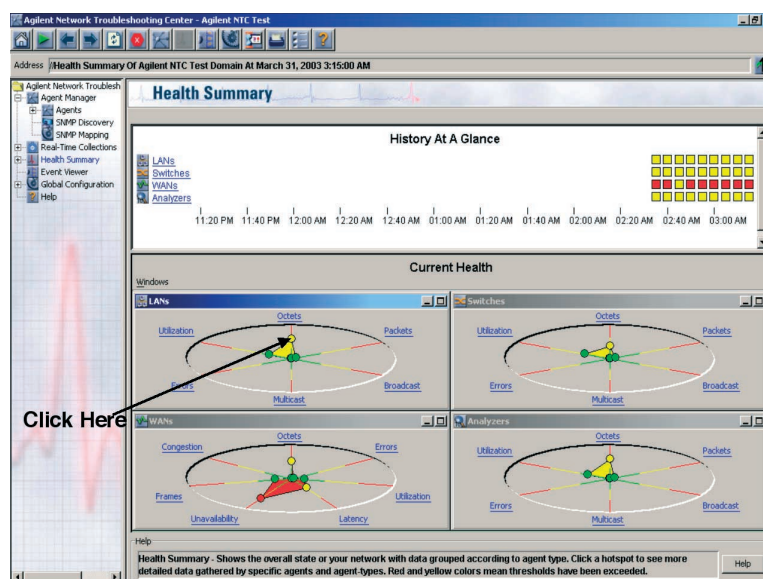 Agilent Network Troubleshooting Center - Agilent NTC Test
Address //Health Summary Of Agilent NTC Test Domain At March 31, 2003 3:15:00 AM
Agilent Network Troublesh
Agent Manager
Agents
SNMP Discovery
SNMP Mapping
Real-Time Collections
Health Summary
Event Viewer
Global Configuration
Help
Health Summary
History At A Glance
LANs
Switches
WANs
Analyzers
11:20 PM 11:40 PM 12:00 AM 12:20 AM 12:40 AM 01:00 AM 01:20 AM 01:40 AM 02:00 AM 02:20 AM 02:40 AM 03:00 AM
Current Health
Windows
LANs
Octets
Utilization
Packets
Errors
Broadcast
Multicast
Switches
Octets
Utilization
Packets
Errors
Broadcast
Multicast
Click Here
WANs
Octets
Congestion
Errors
Frames
Utilization
Unavailability
Latency
Analyzers
Octets
Utilization
Packets
Errors
Broadcast
Multicast
Help
Health Summary - Shows the overall state or your network with data grouped according to agent type. Click a hotspot to see more
detailed data gathered by specific agents and agent-types. Red and yellow colors mean thresholds have been exceeded.
Help